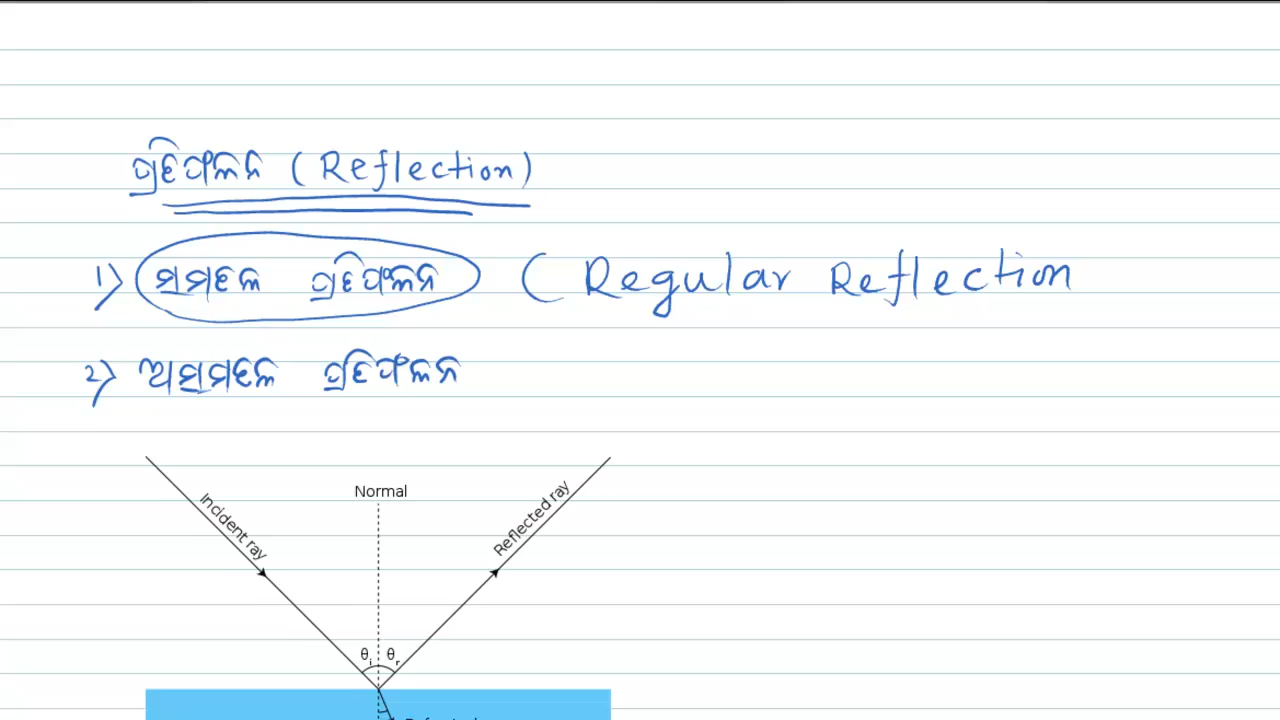 ପ୍ରତିଫଳନ (Reflection)
1) ସମତଳ ପ୍ରତିଫଳନ (Regular Reflection
2) ଅସମତଳ ପ୍ରତିଫଳନ
Normal
Incident ray
Reflected ray
θi θr